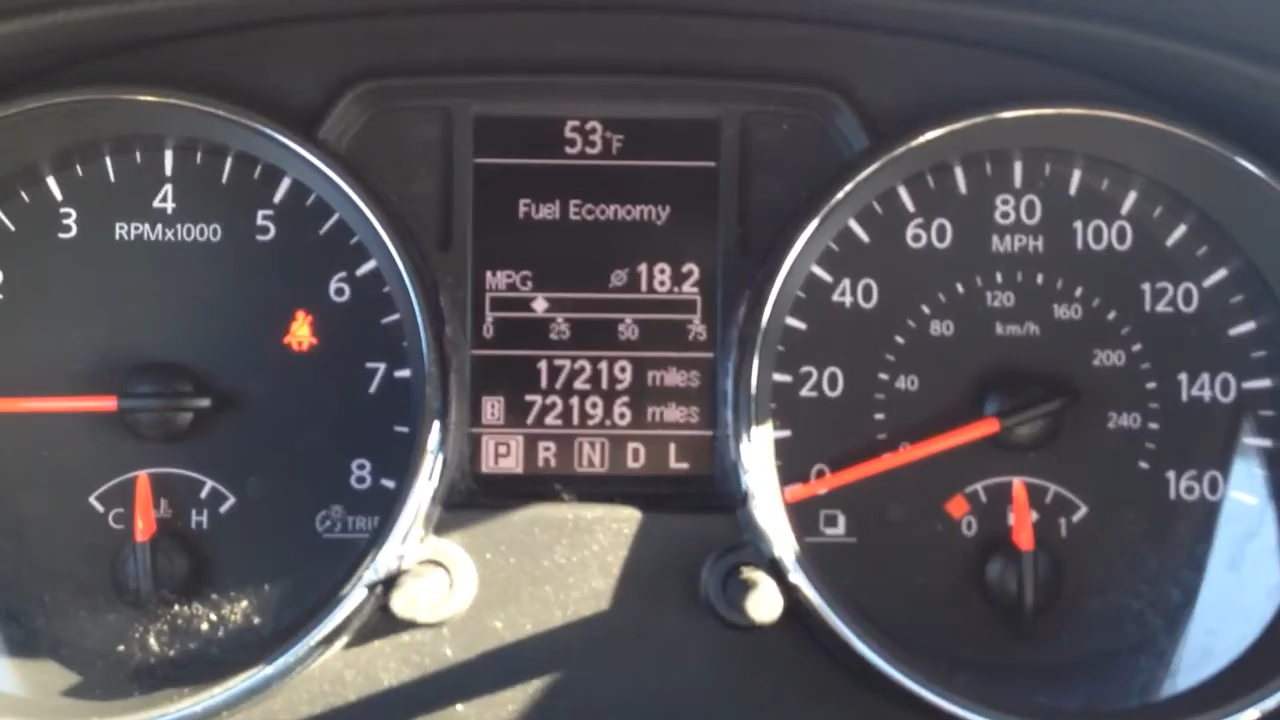 53°F
Fuel Economy
MPG ø 18.2
0 25 50 75
17219 miles
B 7219.6 miles
P R N D L
3 4 5 6 7 8
RPMx1000
C H
TRIP
0 20 40 60 80 100 120 140 160
MPH
40 80 120 160 200 240
km/h
0 1